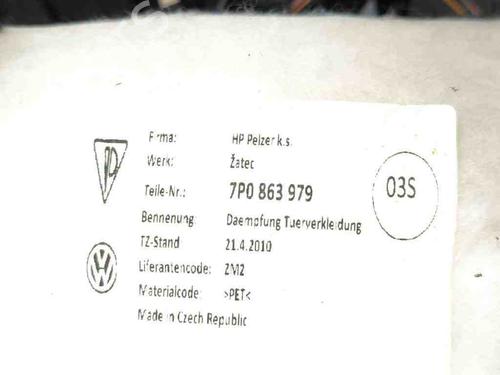 Firma: HP Pelzer k.s.
Werk: Žatec
Teile-Nr.: 7P0 863 979
03S
Bennenung: Daempfung Tuerverkleidung
TZ-Stand 21.4.2010
Liferantencode: ZM2
Materialcode: >PET<
Made in Czech Republic